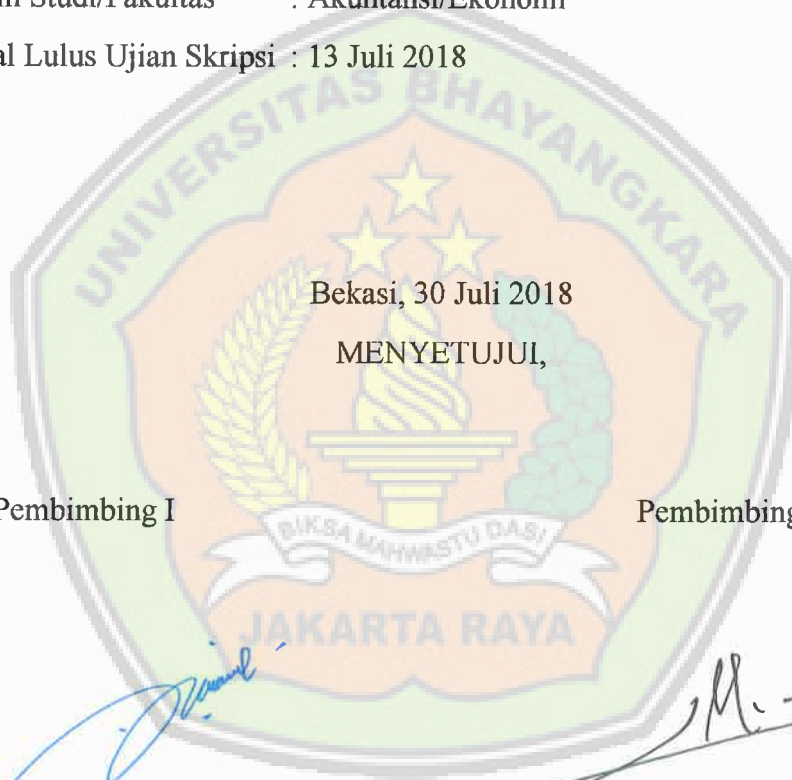 Studi/Fakultas : Akuntansi/Ekonomi
Lulus Ujian Skripsi : 13 Juli 2018
UNIVERSITAS BHAYANGKARA
Bekasi, 30 Juli 2018
MENYETUJUI,
Pembimbing I Pembimbing
BIKSA MAHWASTU DASI
JAKARTA RAYA